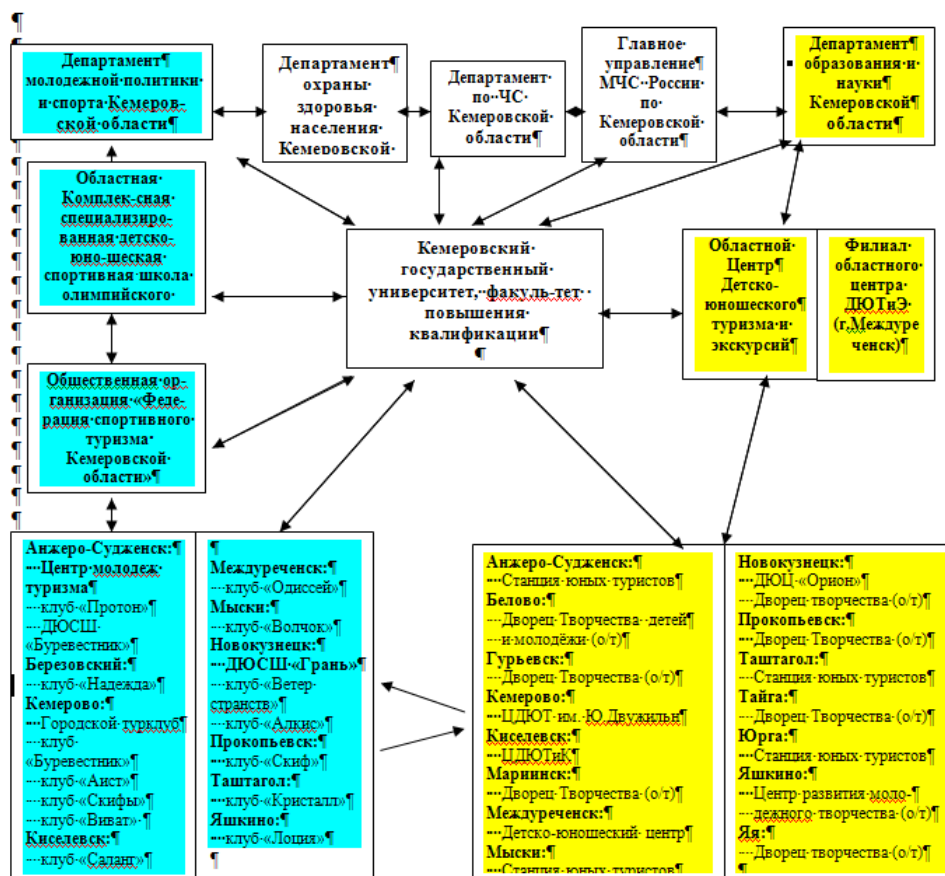 Департамент
молодежной политики
и спорта Кемеров-
ской области
Департамент
охраны
здоровья
населения
Кемеровской
Департамент
по ЧС
Кемеровской
области
Главное
управление
МЧС России
по
Кемеровской
области
Департамент
образования и
науки
Кемеровской
области
Областная
Комплек-сная
специализиро-
ванная детско-
юно-шеская
спортивная школа
олимпийского
Кемеровский
государственный
университет, факуль-тет
повышения
квалификации
Областной
Центр
Детско-
юношеского
туризма и
экскурсий
Филиал
областного
центра
ДЮТиЭ
(г.Междуре
ченск)
Общественная ор-
ганизация «Феде-
рация спортивного
туризма
Кемеровской
области»
Анжеро-Судженск:
Центр молодеж
туризма
клуб «Протон»
ДЮСШ
«Буревестник»
Березовский:
клуб «Надежда»
Кемерово:
Городской турклуб
клуб
«Буревестник»
клуб «Аист»
клуб «Скифы»
клуб «Виват»
Киселевск:
клуб «Саланг»
Междуреченск:
клуб «Одиссей»
Мыски:
клуб «Волчок»
Новокузнецк:
ДЮСШ «Грань»
клуб «Ветер
странств»
клуб «Алкис»
Прокопьевск:
клуб «Скиф»
Таштагол:
клуб «Кристалл»
Яшкино:
клуб «Лоция»
Анжеро-Судженск:
Станция юных туристов
Белово:
Дворец Творчества детей
и молодёжи (о/т)
Гурьевск:
Дворец Творчества (о/т)
Кемерово:
ЦДЮТ им. Ю.Двужильн
Киселевск:
ЦДЮТиК
Мариинск:
Дворец Творчества (о/т)
Междуреченск:
Детско-юношеский центр
Мыски:
Станция юных туристов
Новокузнецк:
ДЮЦ «Орион»
Дворец творчества (о/т)
Прокопьевск:
Дворец Творчества (о/т)
Таштагол:
Станция юных туристов
Тайга:
Дворец Творчества (о/т)
Юрга:
Станция юных туристов
Яшкино:
Центр развития моло-
дежного творчества (о/т)
Яя:
Дворец Творчества (о/т)